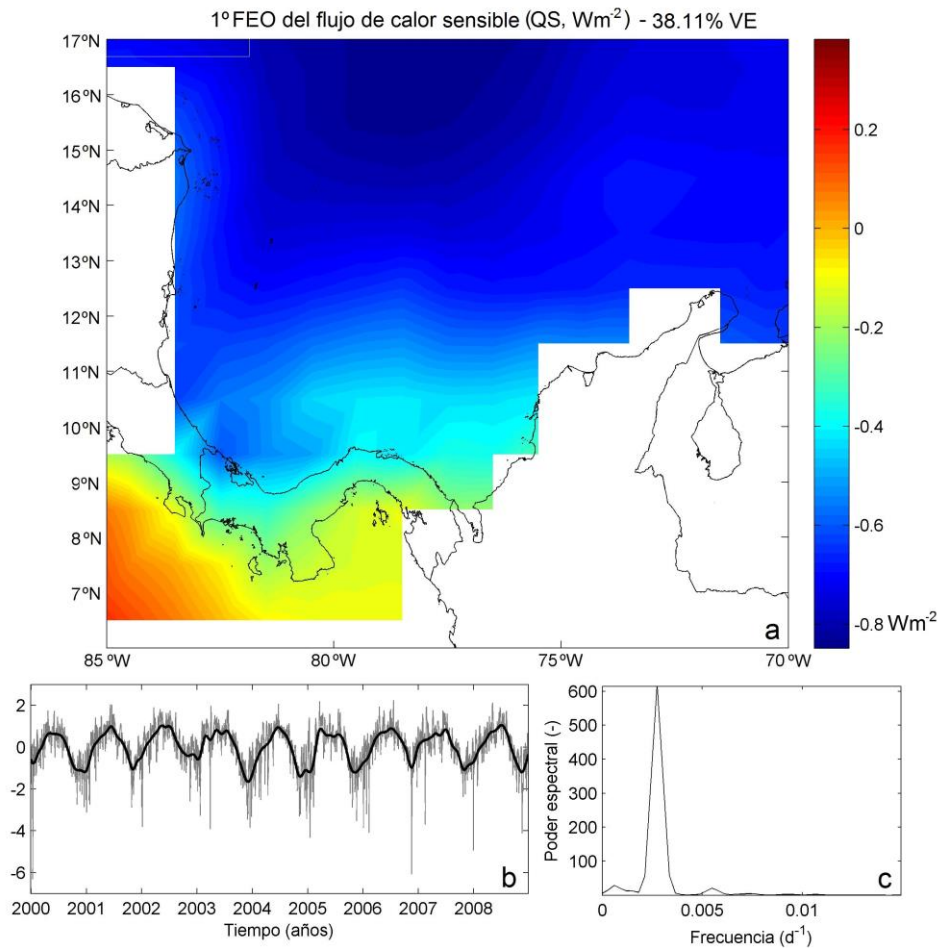 1º FEO del flujo de calor sensible (QS, Wm-2) - 38.11% VE
17ºN
16ºN
15ºN
14ºN
13ºN
12ºN
11ºN
10ºN
9ºN
8ºN
7ºN
85ºW
80ºW
75ºW
70ºW
a
0.2
0
-0.2
-0.4
-0.6
-0.8 Wm-2
2
0
-2
-4
-6
2000
2001
2002
2003
2004
2005
2006
2007
2008
Tiempo (años)
b
Poder espectral (-)
600
500
400
300
200
100
0
0.005
0.01
Frecuencia (d-1)
c